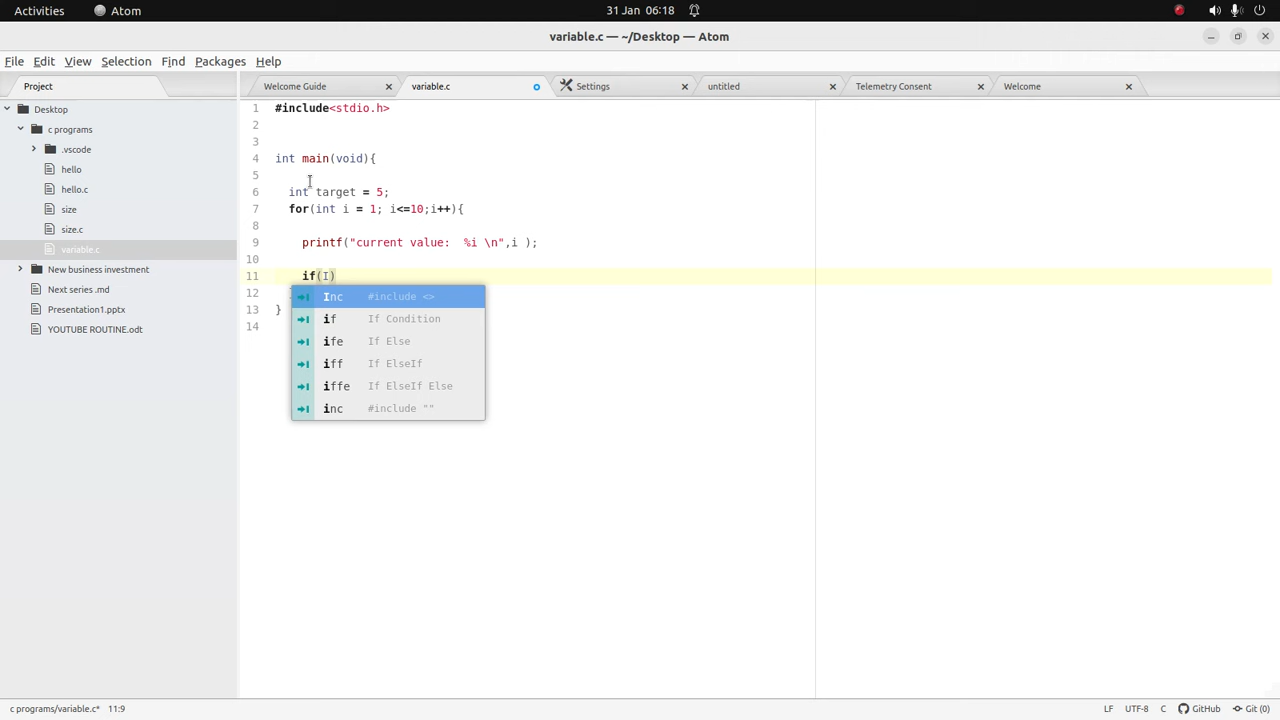 Activities Atom 31 Jan 06:18
variable.c — ~/Desktop — Atom
File Edit View Selection Find Packages Help
Project Welcome Guide variable.c Settings untitled Telemetry Consent Welcome
Desktop
c programs
.vscode
hello
hello.c
size
size.c
variable.c
New business investment
Next series .md
Presentation1.pptx
YOUTUBE ROUTINE.odt
1 #include<stdio.h>
2
3
4 int main(void){
5
6 int target = 5;
7 for(int i = 1; i<=10;i++){
8
9 printf("current value:  %i \n",i );
10
11 if(I)
12
13 }
14
Inc #include <>
if If Condition
ife If Else
iff If ElseIf
iffe If ElseIf Else
inc #include ""
c programs/variable.c* 11:9 LF UTF-8 C GitHub Git (0)